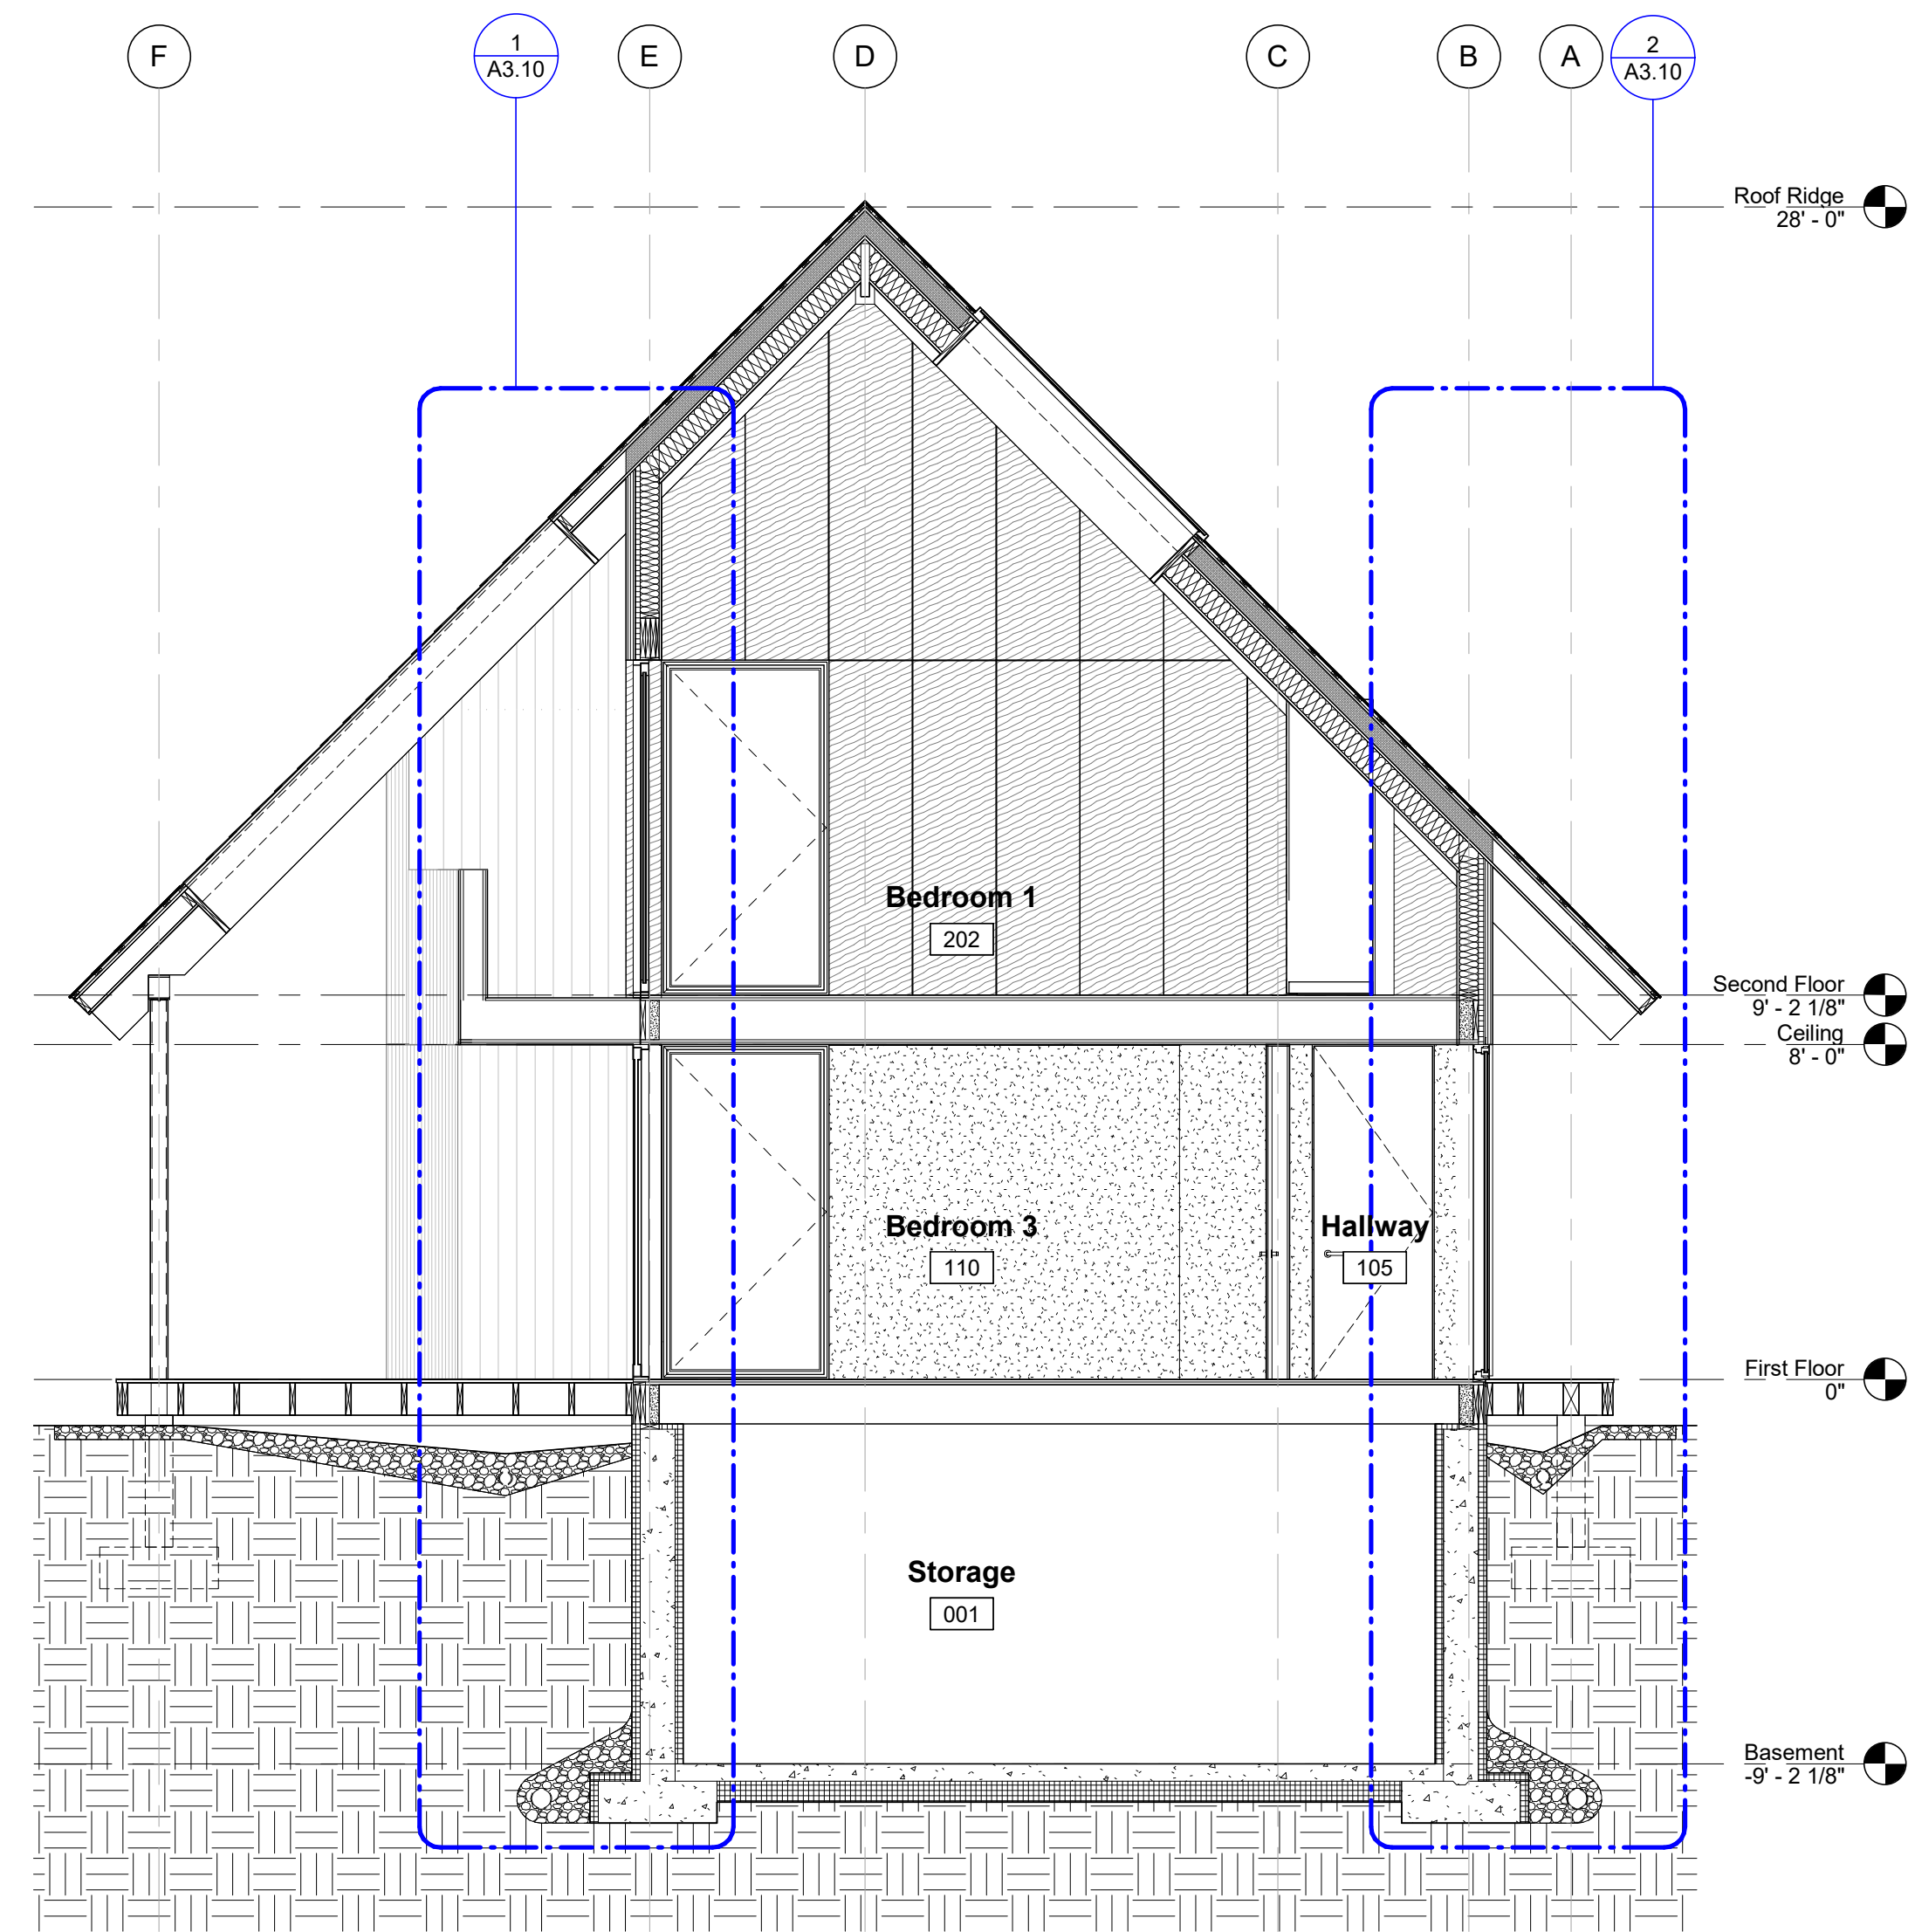 F
1
A3.10
E
D
C
B
A
2
A3.10
Roof Ridge
28' - 0"
Bedroom 1
202
Second Floor
9' - 2 1/8"
Ceiling
8' - 0"
Bedroom 3
110
Hallway
105
First Floor
0"
Storage
001
Basement
-9' - 2 1/8"